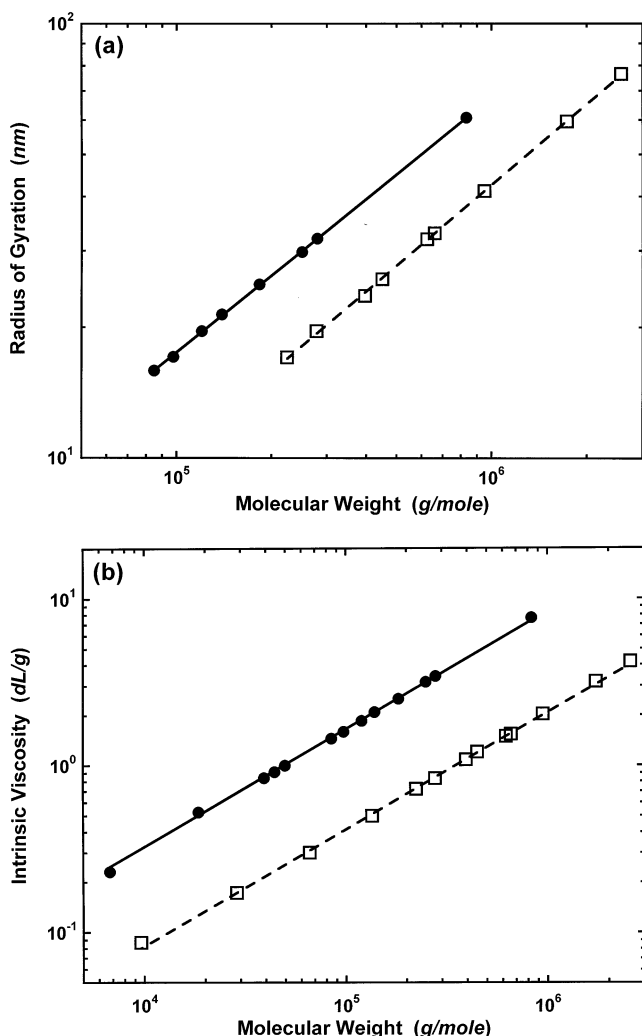 10²
(a)
Radius of Gyration (nm)
10¹
10⁵
10⁶
Molecular Weight (g/mole)
(b)
10¹
Intrinsic Viscosity (dL/g)
10⁰
10⁻¹
10⁴
10⁵
10⁶
Molecular Weight (g/mole)